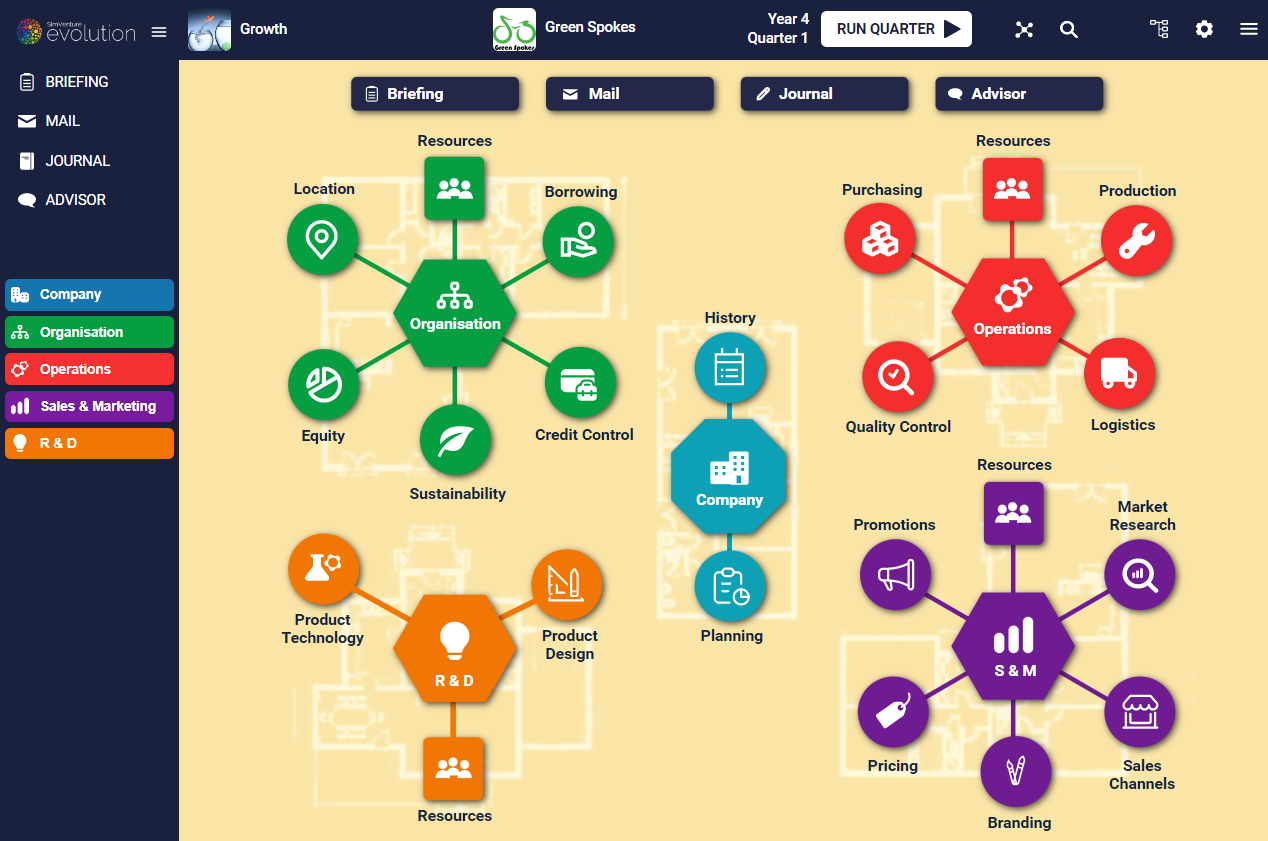 SimVenture
evolution
Growth
Green Spokes
Green Spokes
Year 4
Quarter 1
RUN QUARTER
BRIEFING
MAIL
JOURNAL
ADVISOR
Company
Organisation
Operations
Sales & Marketing
R & D
Briefing
Mail
Journal
Advisor
Resources
Location
Borrowing
Organisation
Equity
Credit Control
Sustainability
History
Company
Planning
Resources
Purchasing
Production
Operations
Quality Control
Logistics
Product
Technology
Product
Design
R & D
Resources
Resources
Promotions
Market
Research
S & M
Pricing
Sales
Channels
Branding